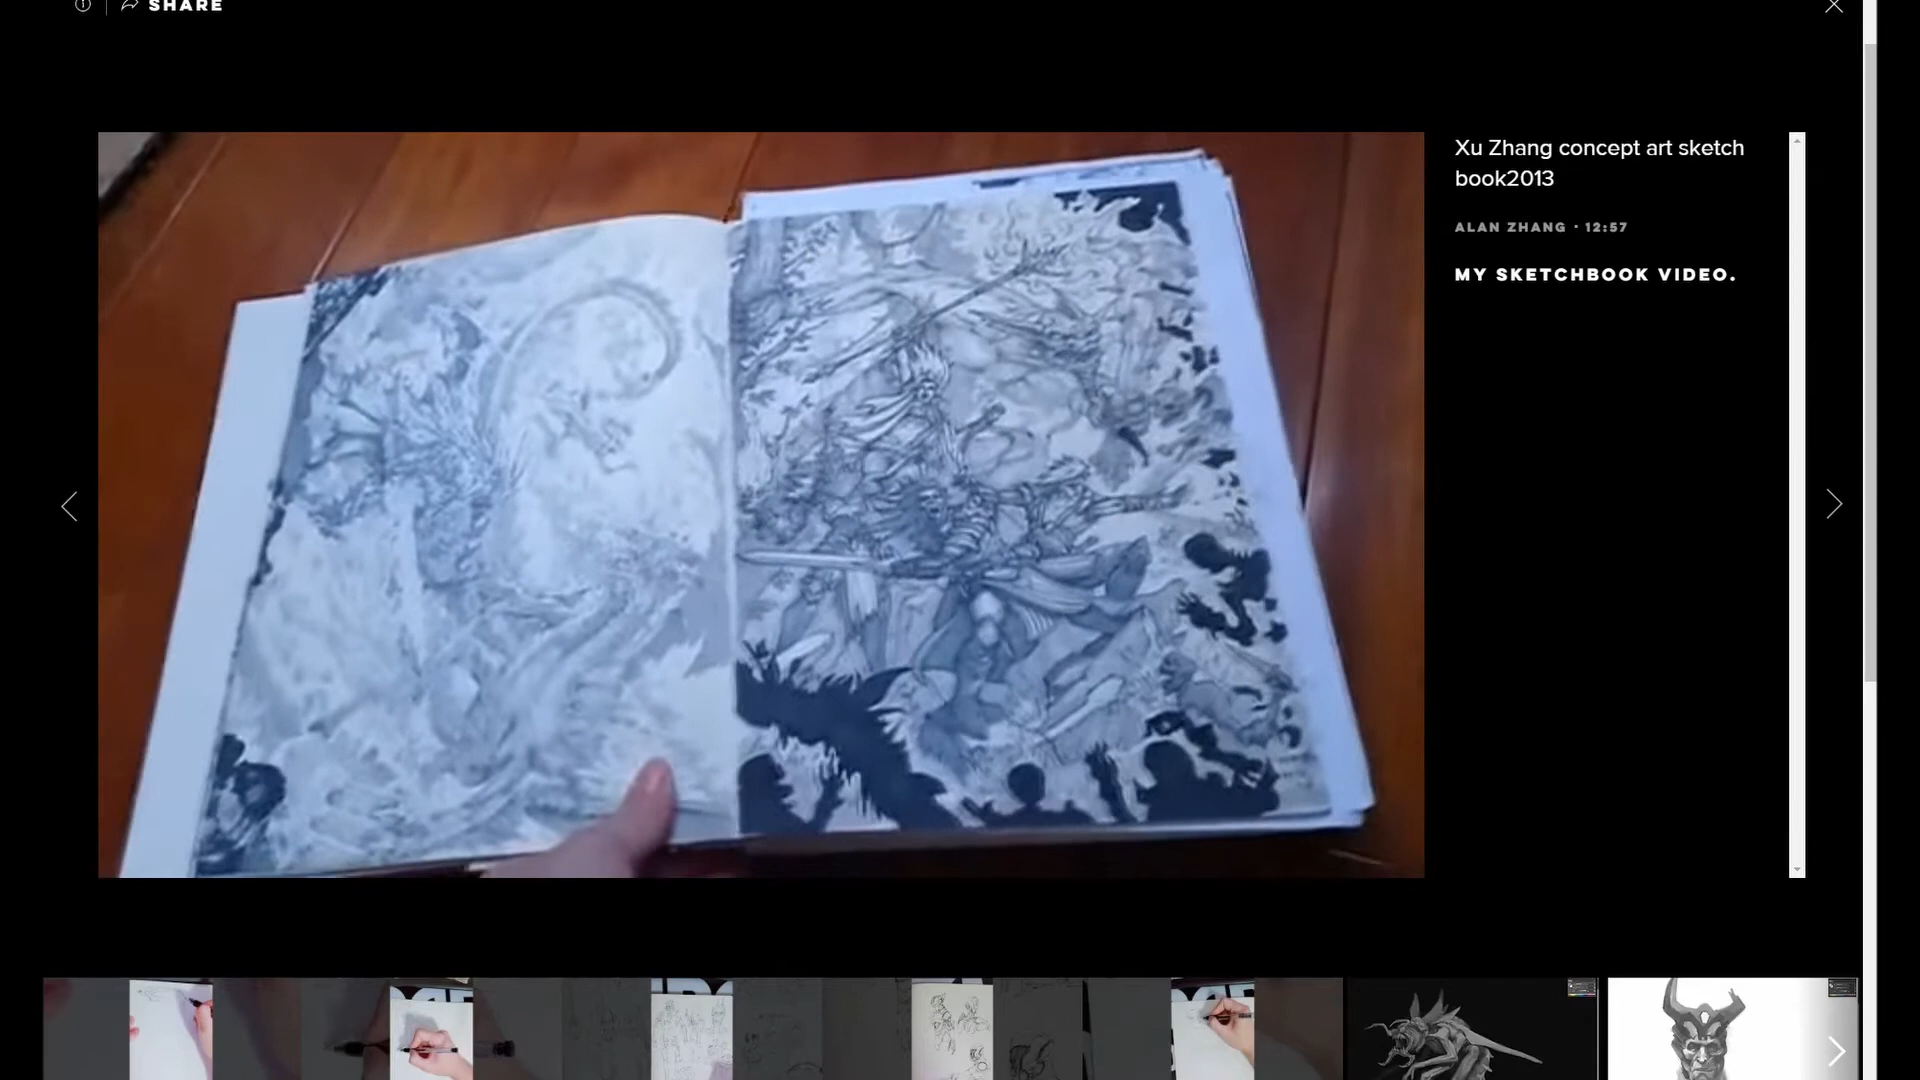 SHARE
Xu Zhang concept art sketch
book2013
ALAN ZHANG · 12:57
MY SKETCHBOOK VIDEO.